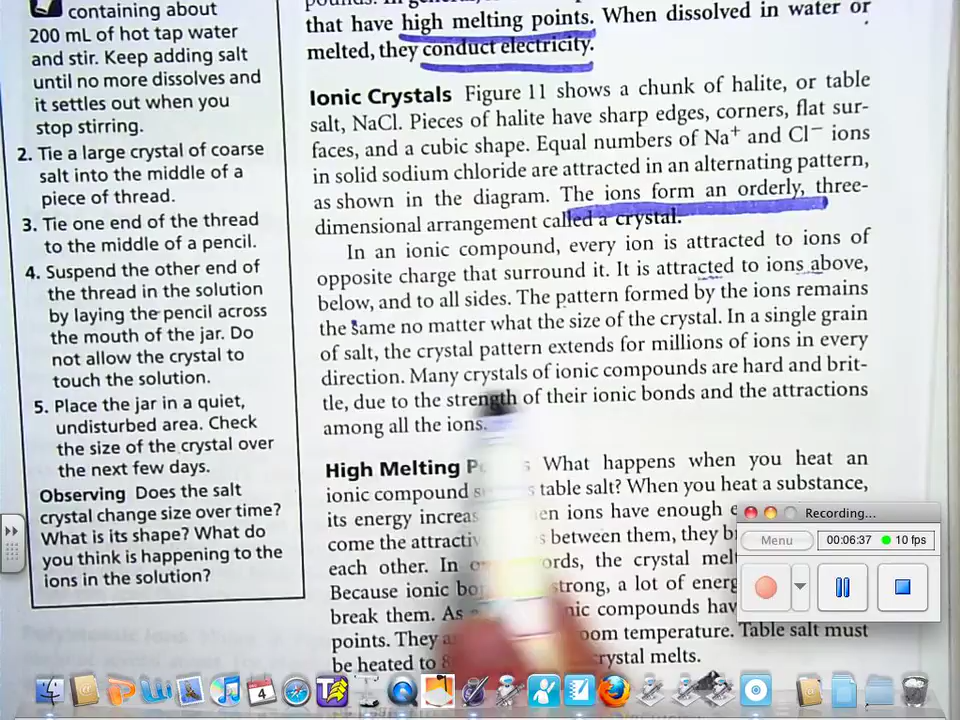 containing about
200 mL of hot tap water
and stir. Keep adding salt
until no more dissolves and
it settles out when you
stop stirring.
2. Tie a large crystal of coarse
salt into the middle of a
piece of thread.
3. Tie one end of the thread
to the middle of a pencil.
4. Suspend the other end of
the thread in the solution
by laying the pencil across
the mouth of the jar. Do
not allow the crystal to
touch the solution.
5. Place the jar in a quiet,
undisturbed area. Check
the size of the crystal over
the next few days.
Observing Does the salt
crystal change size over time?
What is its shape? What do
you think is happening to the
ions in the solution?
that have high melting points. When dissolved in water or
melted, they conduct electricity.
Ionic Crystals Figure 11 shows a chunk of halite, or table
salt, NaCl. Pieces of halite have sharp edges, corners, flat sur-
faces, and a cubic shape. Equal numbers of Na+ and Cl− ions
in solid sodium chloride are attracted in an alternating pattern,
as shown in the diagram. The ions form an orderly, three-
dimensional arrangement called a crystal.
In an ionic compound, every ion is attracted to ions of
opposite charge that surround it. It is attracted to ions above,
below, and to all sides. The pattern formed by the ions remains
the same no matter what the size of the crystal. In a single grain
of salt, the crystal pattern extends for millions of ions in every
direction. Many crystals of ionic compounds are hard and brit-
tle, due to the strength of their ionic bonds and the attractions
among all the ions.
High Melting What happens when you heat an
ionic compound table salt? When you heat a substance,
its energy ions have enough
come the between them, they
each other. In the crystal
Because ionic strong, a lot of
break them. As compounds
points. They room temperature. Table salt must
be heated to crystal melts.
Recording...
Menu
00:06:37
10 fps
4